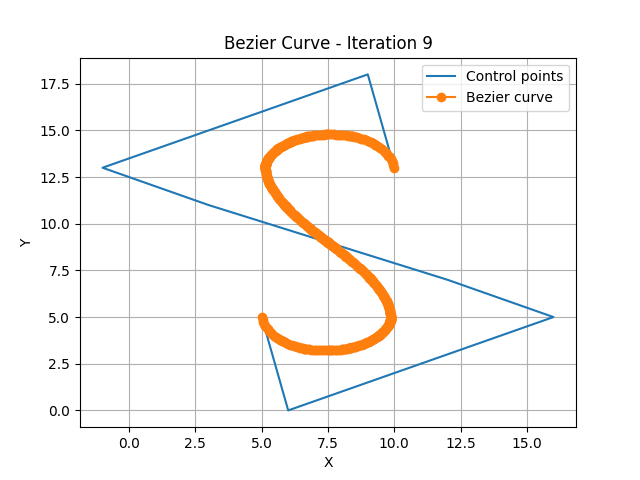 Bezier Curve - Iteration 9
Control points
Bezier curve
17.5
15.0
12.5
10.0
7.5
5.0
2.5
0.0
Y
0.0 2.5 5.0 7.5 10.0 12.5 15.0
X